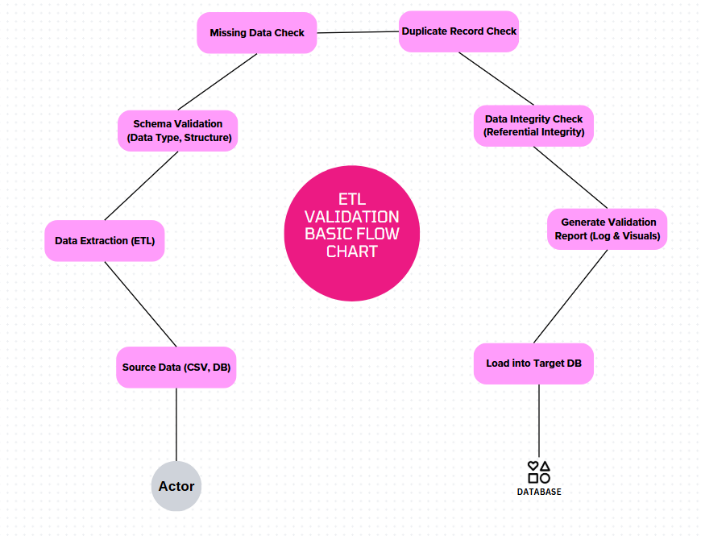 Missing Data Check
Duplicate Record Check
Schema Validation
(Data Type, Structure)
Data Integrity Check
(Referential Integrity)
ETL
VALIDATION
BASIC FLOW
CHART
Data Extraction (ETL)
Generate Validation
Report (Log & Visuals)
Source Data (CSV, DB)
Load into Target DB
Actor
DATABASE